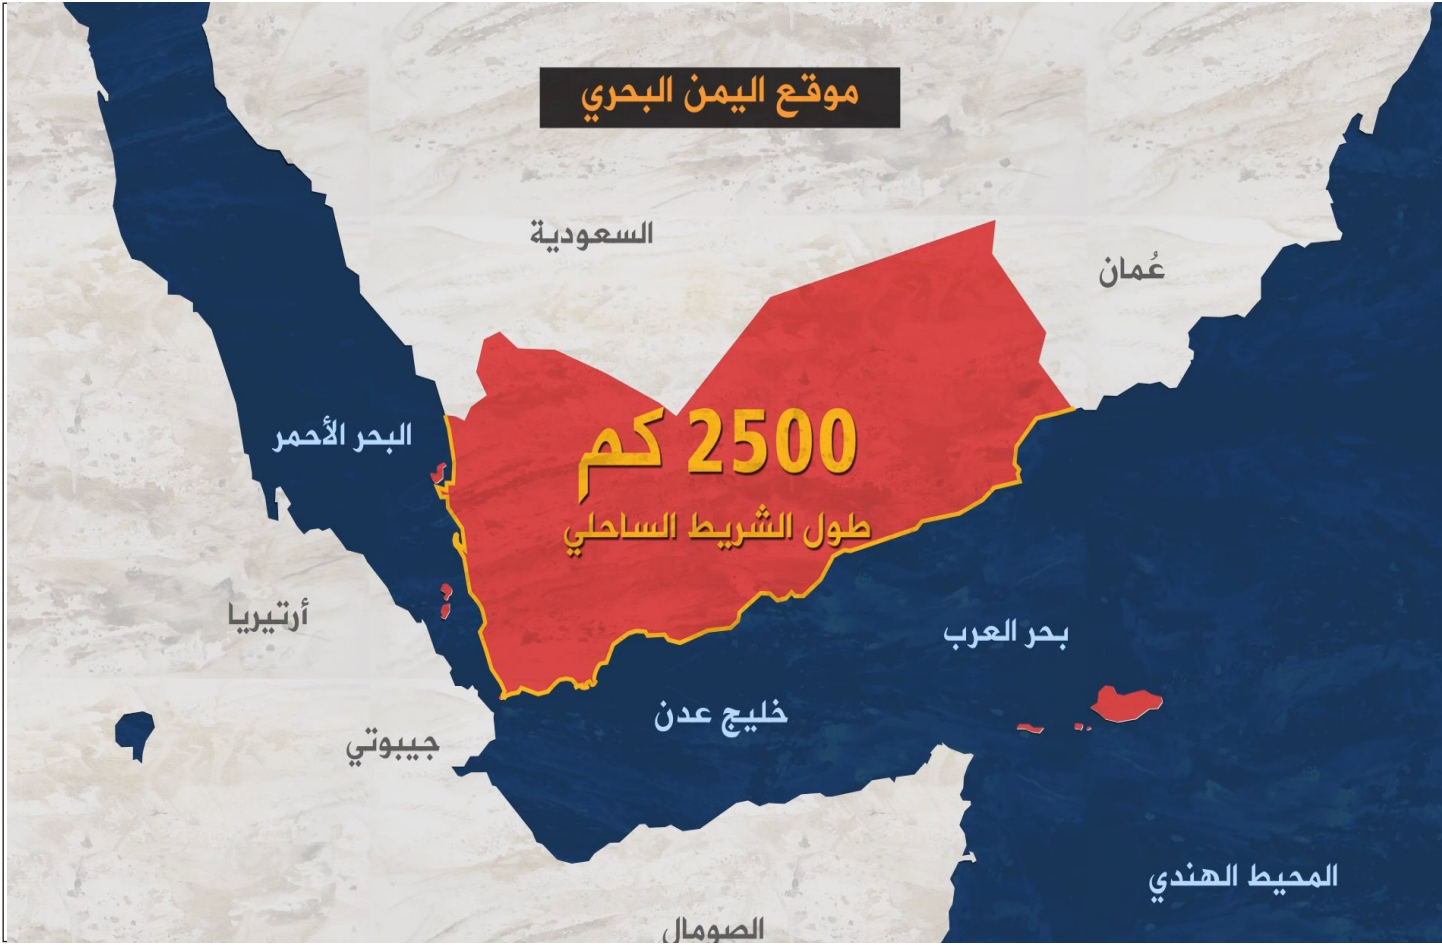 موقع اليمن البحري
السعودية
عُمان
البحر الأحمر
2500 كم
طول الشريط الساحلي
أرتيريا
بحر العرب
خليج عدن
جيبوتي
المحيط الهندي
الصومال